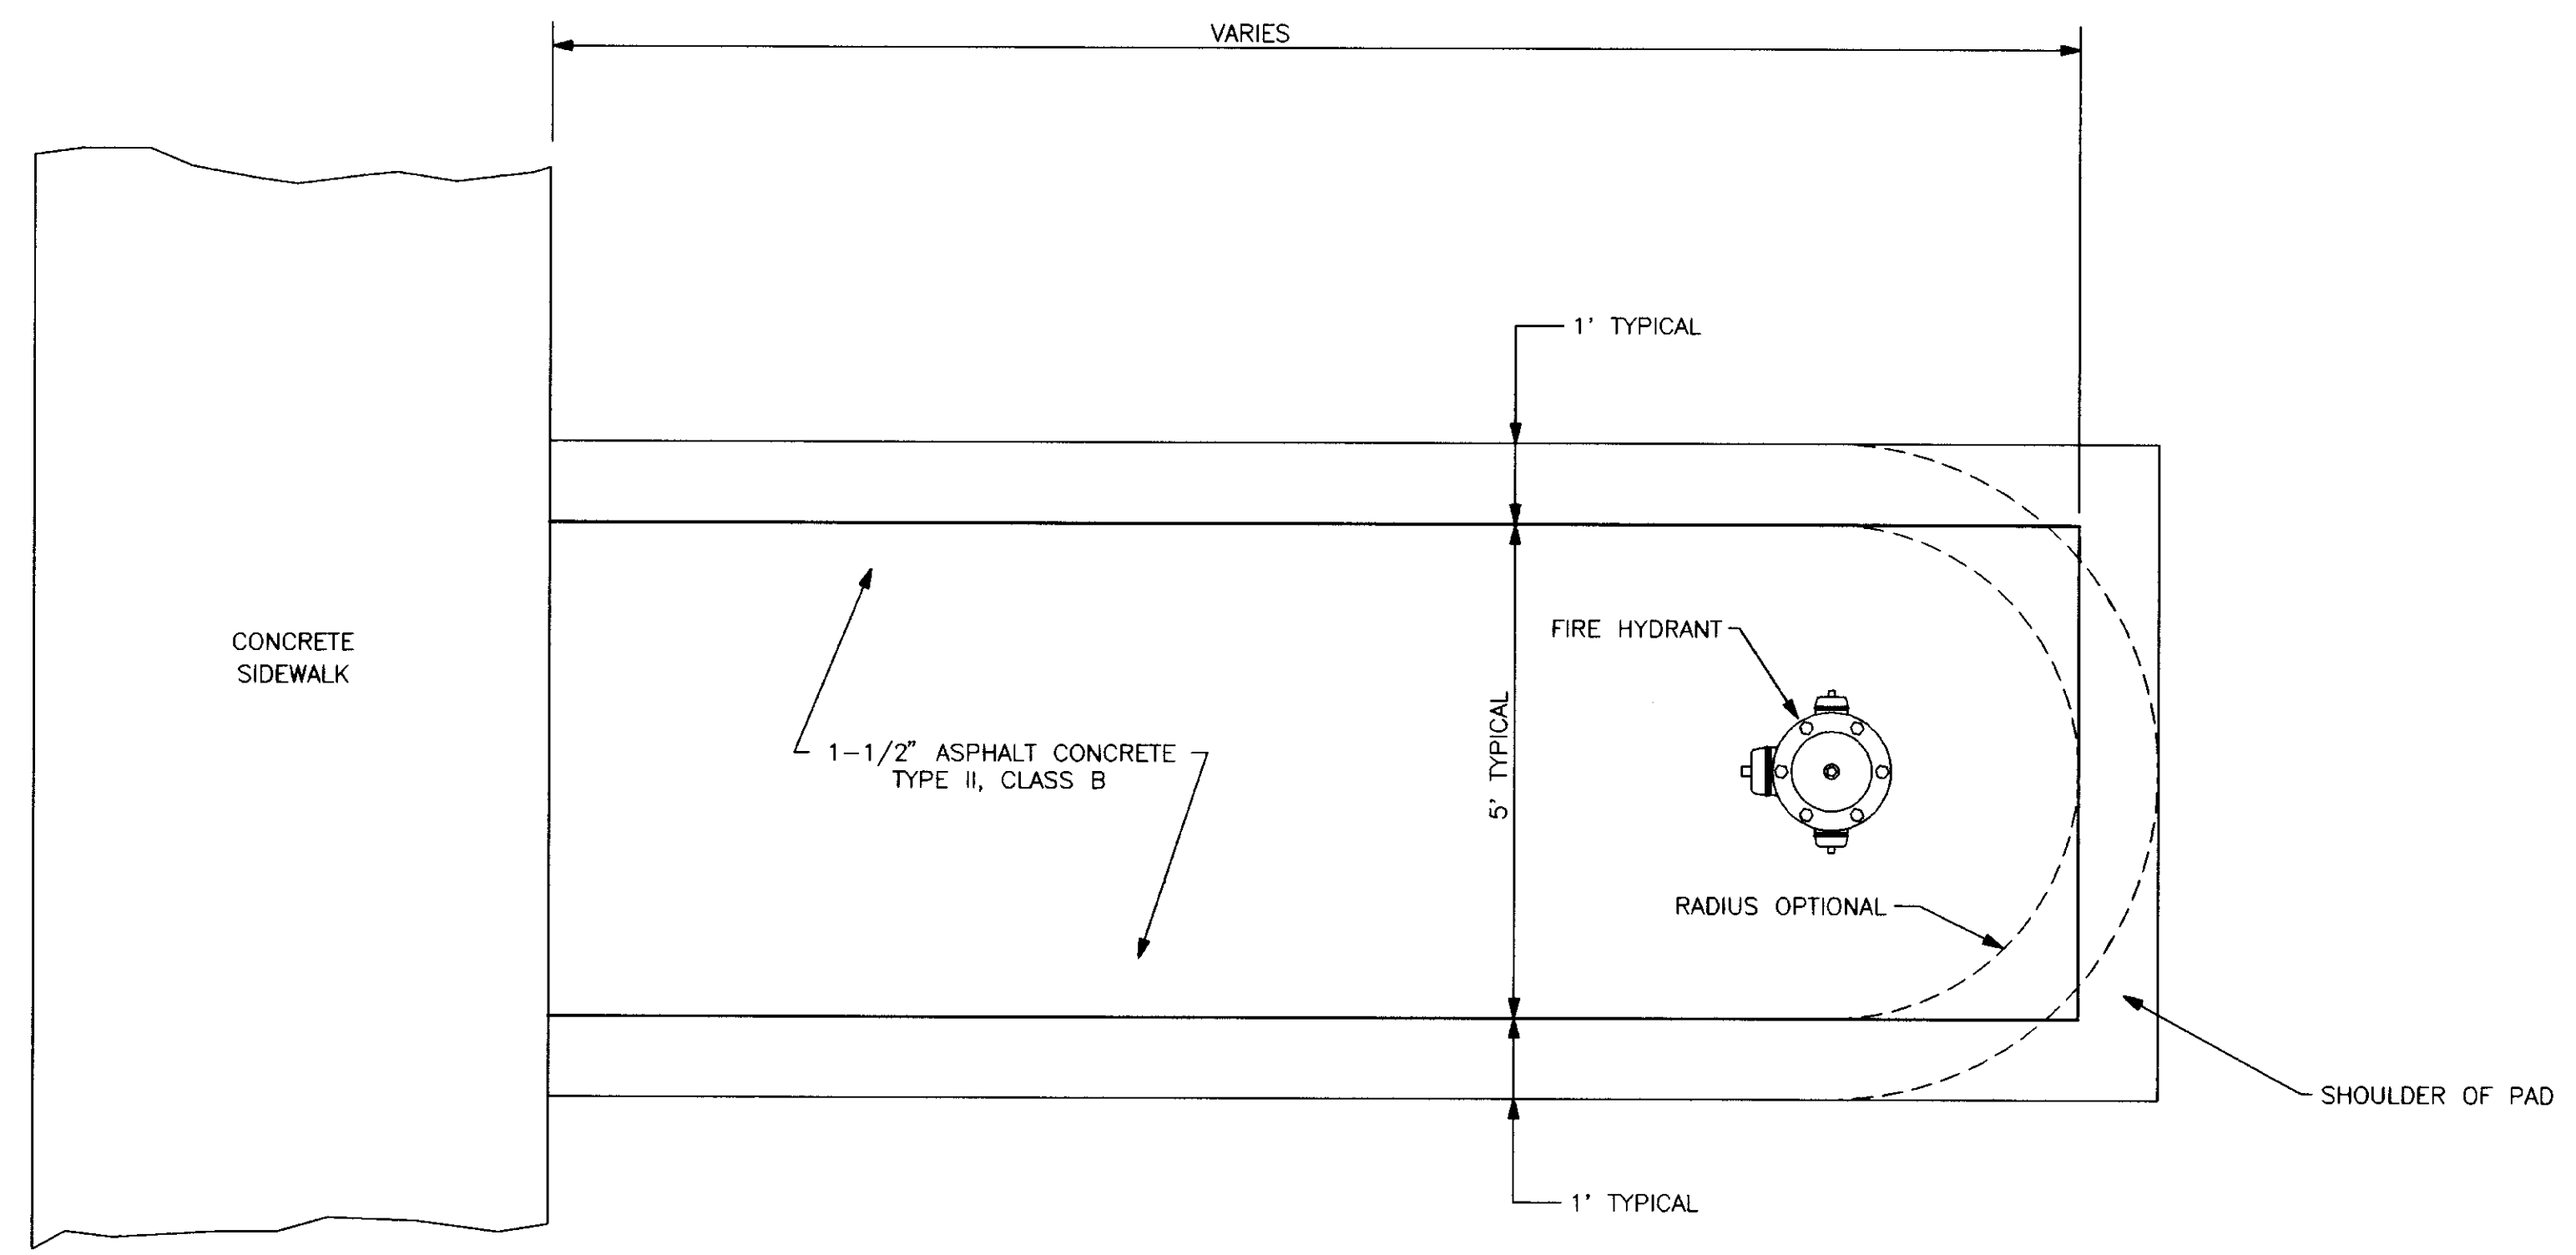 VARIES
1' TYPICAL
FIRE HYDRANT
CONCRETE
SIDEWALK
5' TYPICAL
1-1/2" ASPHALT CONCRETE
TYPE II, CLASS B
RADIUS OPTIONAL
SHOULDER OF PAD
1' TYPICAL